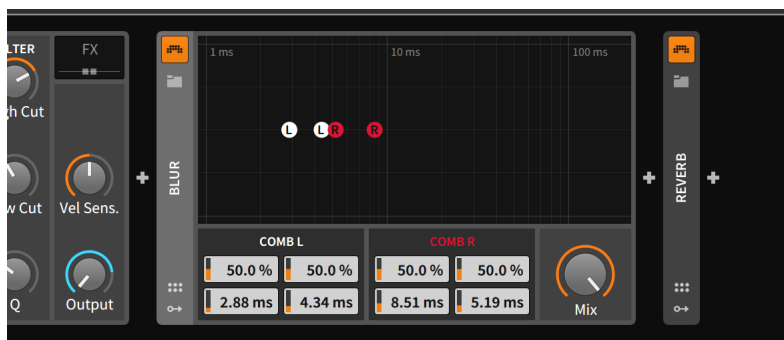 LTER
FX
gh Cut
w Cut
Q
Vel Sens.
Output
BLUR
1 ms
10 ms
100 ms
L
L
R
R
COMB L
COMB R
50.0 %
50.0 %
50.0 %
50.0 %
2.88 ms
4.34 ms
8.51 ms
5.19 ms
Mix
REVERB